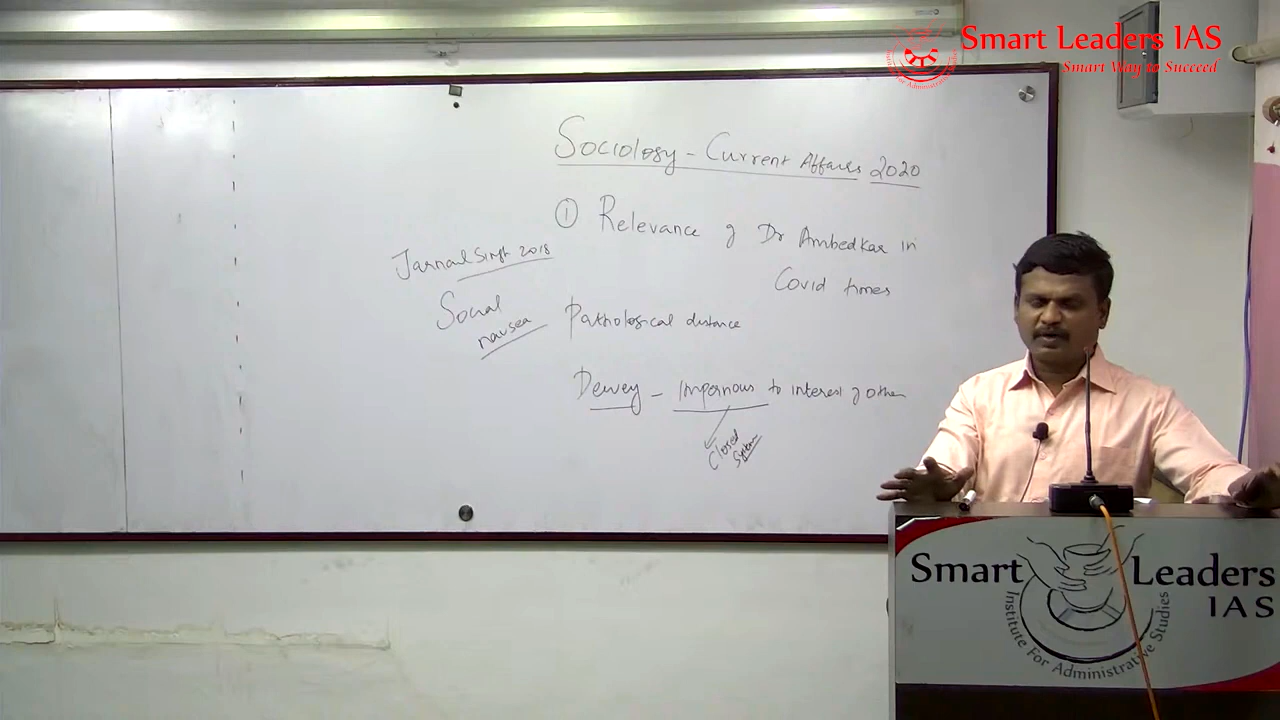 Smart Leaders IAS
Smart Way to Succeed
Sociology - Current Affairs 2020
① Relevance of Dr Ambedkar in
Covid times
Jarnail Singh 2018
Social
nausea
Pathological distance
Dewey - Impervious to interest of other
Closed
System
Smart Leaders
IAS
Institute For Administrative Studies